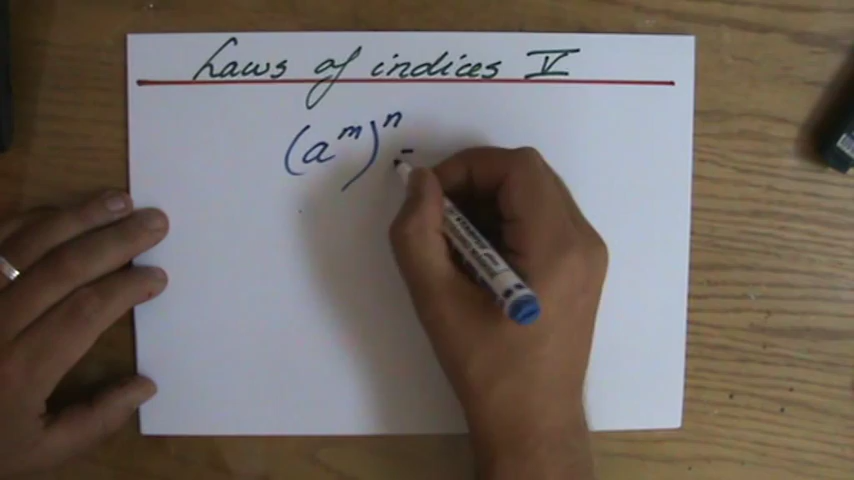 Laws of indices V
(a^m)^n =